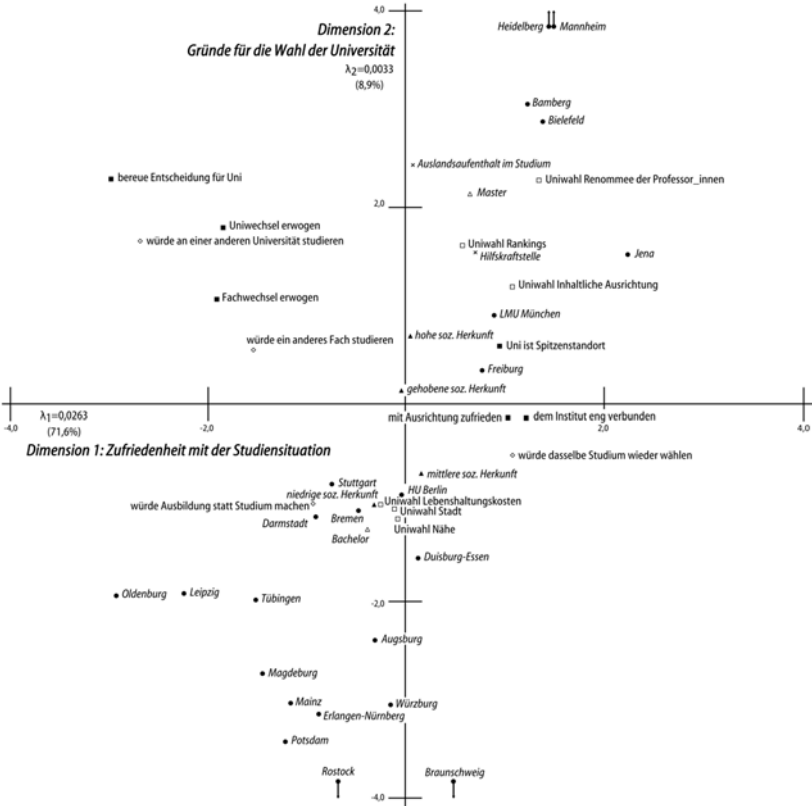 4,0
Dimension 2:
Gründe für die Wahl der Universität
λ2=0,0033
(8,9%)
Heidelberg
Mannheim
Bamberg
Bielefeld
Auslandsaufenthalt im Studium
bereue Entscheidung für Uni
Uniwahl Renommee der Professor_innen
Master
2,0
Uniwechsel erwogen
würde an einer anderen Universität studieren
Uniwahl Rankings
Hilfskraftstelle
Jena
Uniwahl Inhaltliche Ausrichtung
Fachwechsel erwogen
LMU München
hohe soz. Herkunft
würde ein anderes Fach studieren
Uni ist Spitzenstandort
Freiburg
gehobene soz. Herkunft
mit Ausrichtung zufrieden
dem Institut eng verbunden
-4,0
λ1=0,0263
(71,6%)
-2,0
2,0
4,0
Dimension 1: Zufriedenheit mit der Studiensituation
würde dasselbe Studium wieder wählen
mittlere soz. Herkunft
Stuttgart
niedrige soz. Herkunft
HU Berlin
Uniwahl Lebenshaltungskosten
würde Ausbildung statt Studium machen
Uniwahl Stadt
Darmstadt
Bremen
Uniwahl Nähe
Bachelor
Duisburg-Essen
Oldenburg
Leipzig
Tübingen
-2,0
Augsburg
Magdeburg
Mainz
Würzburg
Erlangen-Nürnberg
Potsdam
Rostock
Braunschweig
-4,0